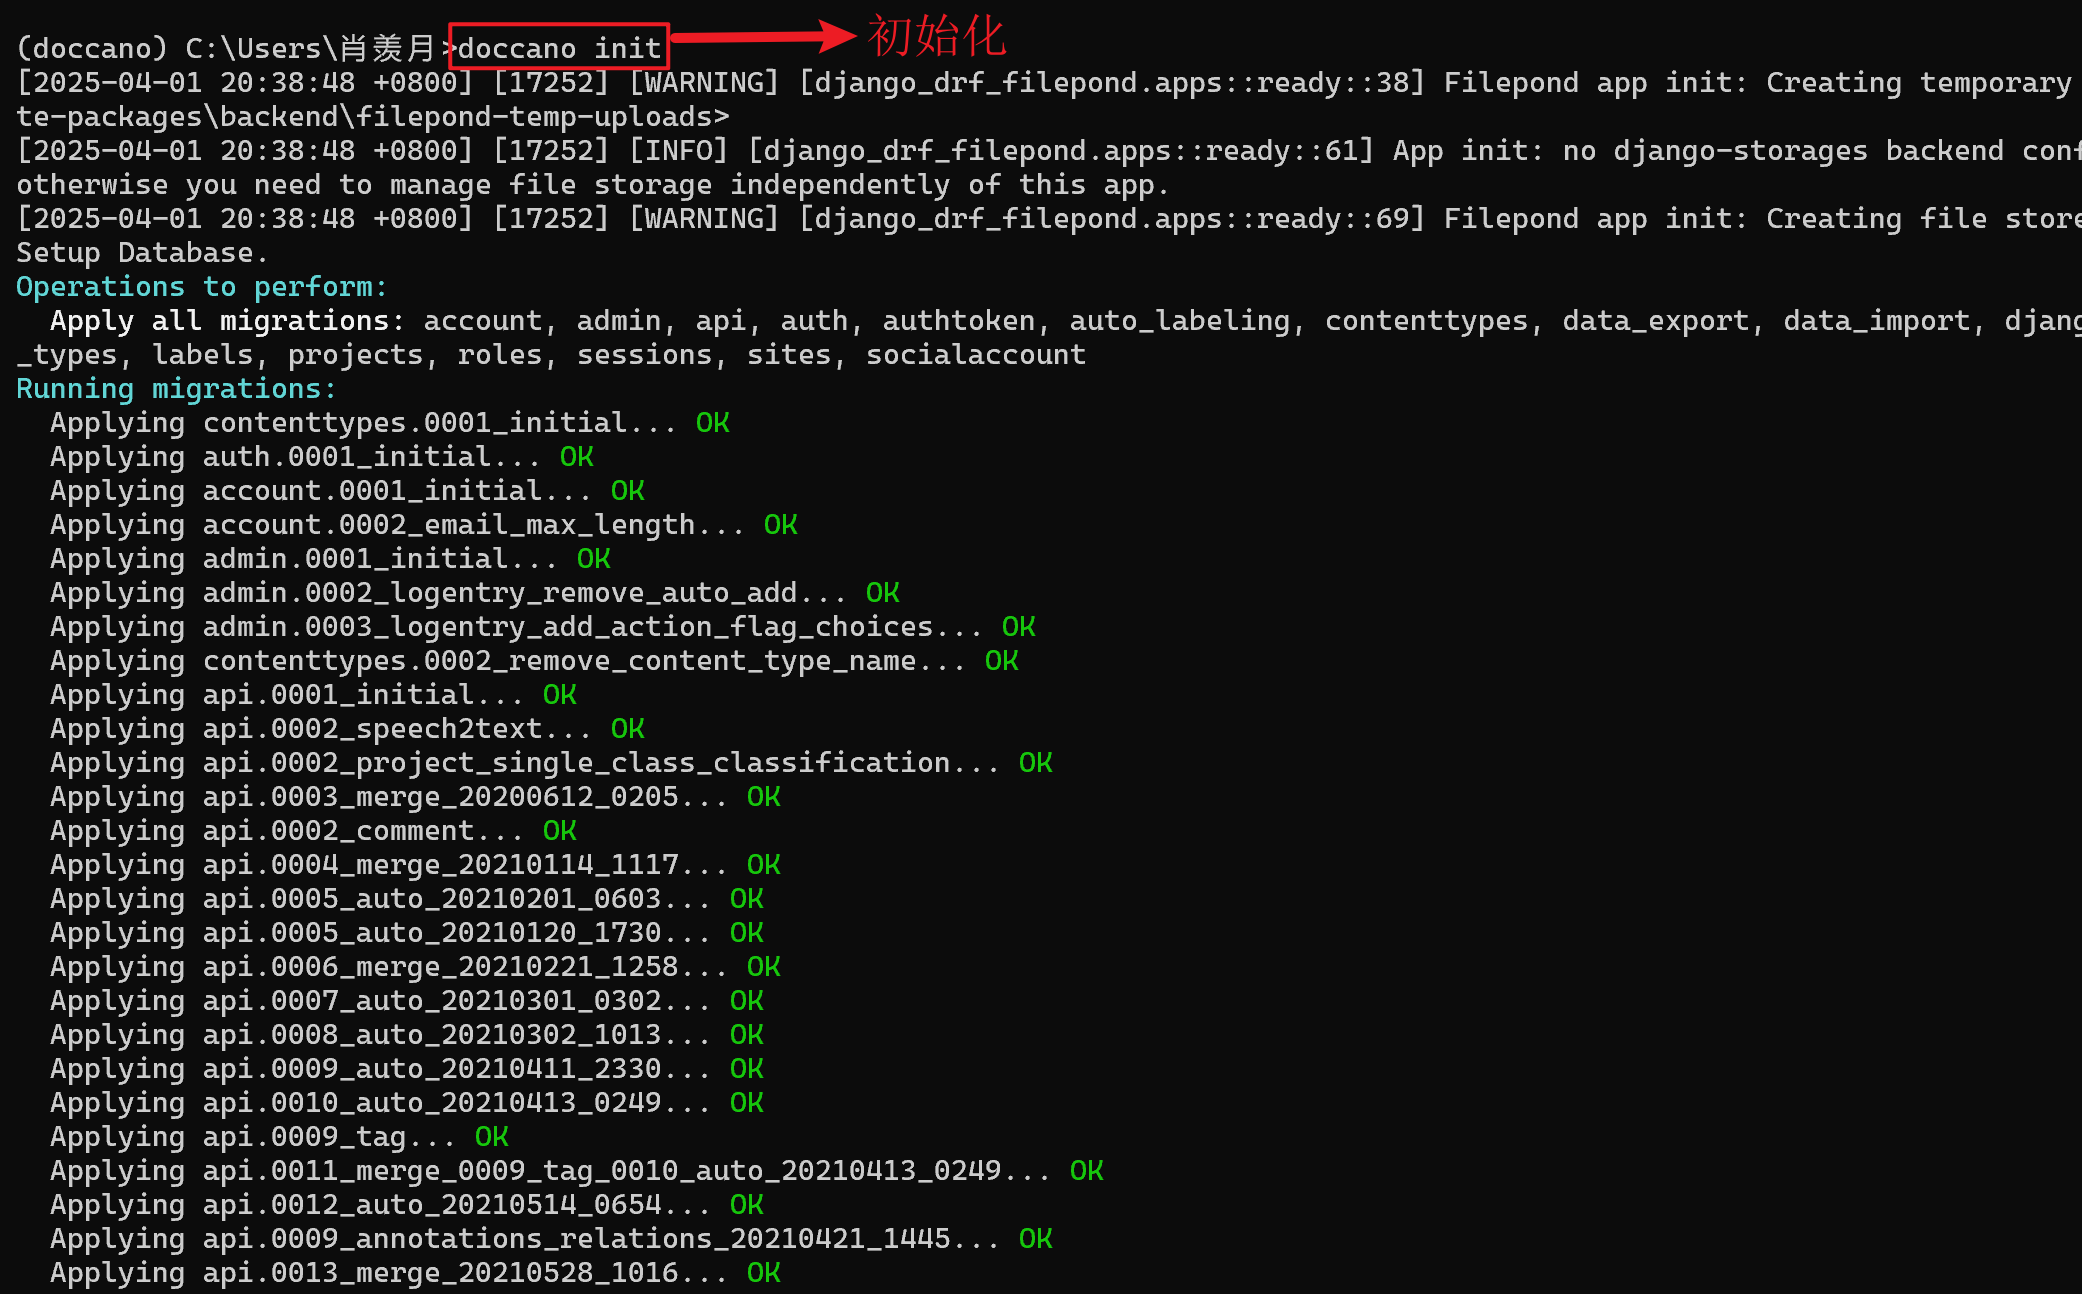 (doccano) C:\Users\肖羡月>doccano init 初始化
[2025-04-01 20:38:48 +0800] [17252] [WARNING] [django_drf_filepond.apps::ready::38] Filepond app init: Creating temporary
te-packages\backend\filepond-temp-uploads>
[2025-04-01 20:38:48 +0800] [17252] [INFO] [django_drf_filepond.apps::ready::61] App init: no django-storages backend conf
otherwise you need to manage file storage independently of this app.
[2025-04-01 20:38:48 +0800] [17252] [WARNING] [django_drf_filepond.apps::ready::69] Filepond app init: Creating file store
Setup Database.
Operations to perform:
  Apply all migrations: account, admin, api, auth, authtoken, auto_labeling, contenttypes, data_export, data_import, djang
_types, labels, projects, roles, sessions, sites, socialaccount
Running migrations:
  Applying contenttypes.0001_initial... OK
  Applying auth.0001_initial... OK
  Applying account.0001_initial... OK
  Applying account.0002_email_max_length... OK
  Applying admin.0001_initial... OK
  Applying admin.0002_logentry_remove_auto_add... OK
  Applying admin.0003_logentry_add_action_flag_choices... OK
  Applying contenttypes.0002_remove_content_type_name... OK
  Applying api.0001_initial... OK
  Applying api.0002_speech2text... OK
  Applying api.0002_project_single_class_classification... OK
  Applying api.0003_merge_20200612_0205... OK
  Applying api.0002_comment... OK
  Applying api.0004_merge_20210114_1117... OK
  Applying api.0005_auto_20210201_0603... OK
  Applying api.0005_auto_20210120_1730... OK
  Applying api.0006_merge_20210221_1258... OK
  Applying api.0007_auto_20210301_0302... OK
  Applying api.0008_auto_20210302_1013... OK
  Applying api.0009_auto_20210411_2330... OK
  Applying api.0010_auto_20210413_0249... OK
  Applying api.0009_tag... OK
  Applying api.0011_merge_0009_tag_0010_auto_20210413_0249... OK
  Applying api.0012_auto_20210514_0654... OK
  Applying api.0009_annotations_relations_20210421_1445... OK
  Applying api.0013_merge_20210528_1016... OK